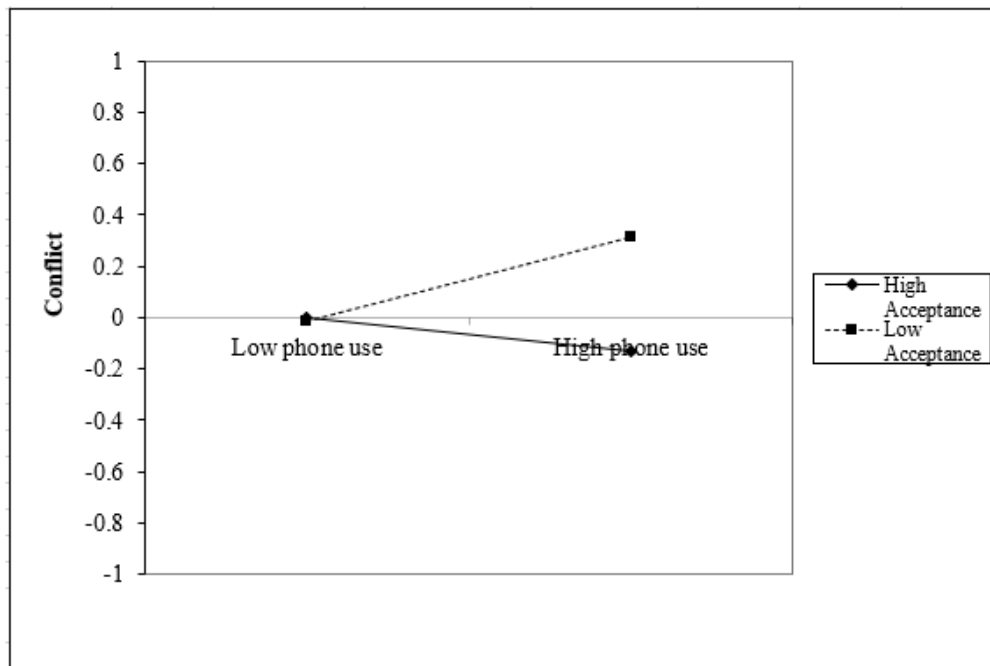 1
0.8
0.6
0.4
0.2
0
-0.2
-0.4
-0.6
-0.8
-1
Conflict
Low phone use
High phone use
High
Acceptance
Low
Acceptance